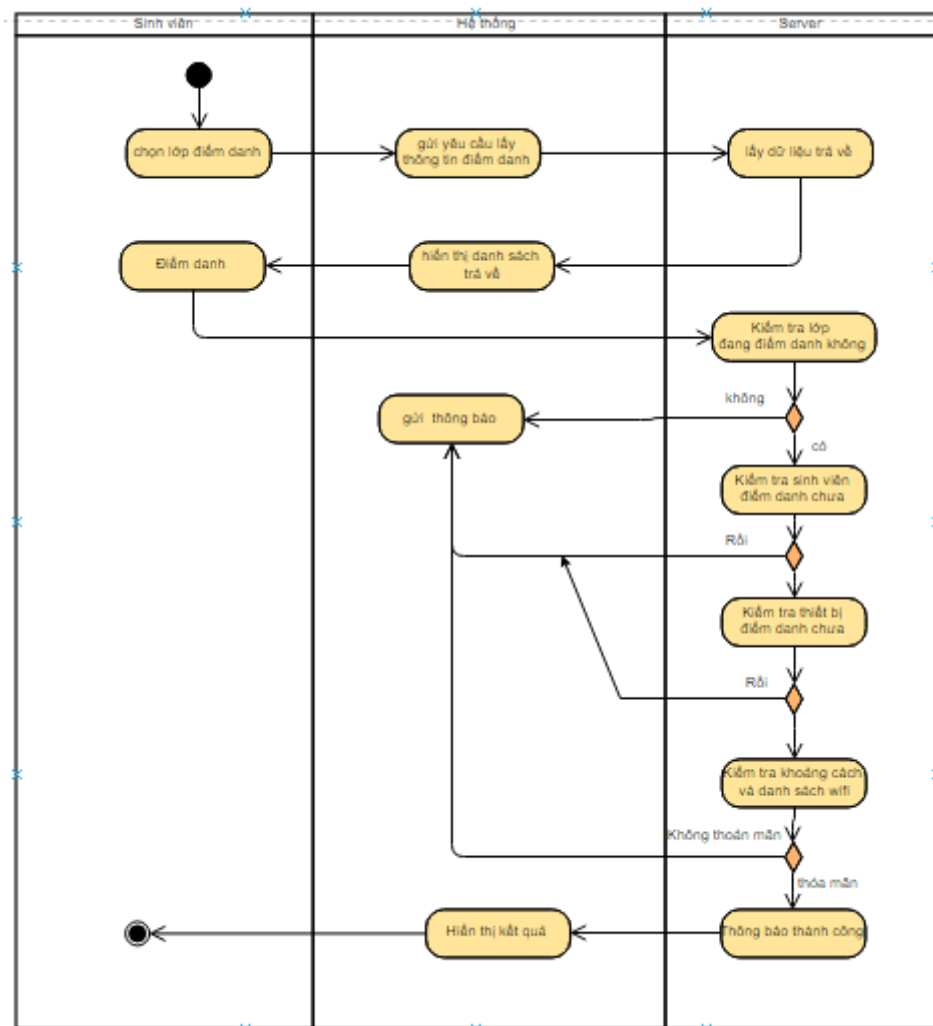 Sinh viên
Hệ thống
Server
chọn lớp điểm danh
gửi yêu cầu lấy
thông tin điểm danh
lấy dữ liệu trả về
Điểm danh
hiển thị danh sách
trả về
Kiểm tra lớp
đang điểm danh không
không
gửi thông báo
có
Kiểm tra sinh viên
điểm danh chưa
Rồi
Kiểm tra thiết bị
điểm danh chưa
Rồi
Kiểm tra khoảng cách
và danh sách wifi
Không thoản mãn
thỏa mãn
Hiển thị kết quả
Thông báo thành công